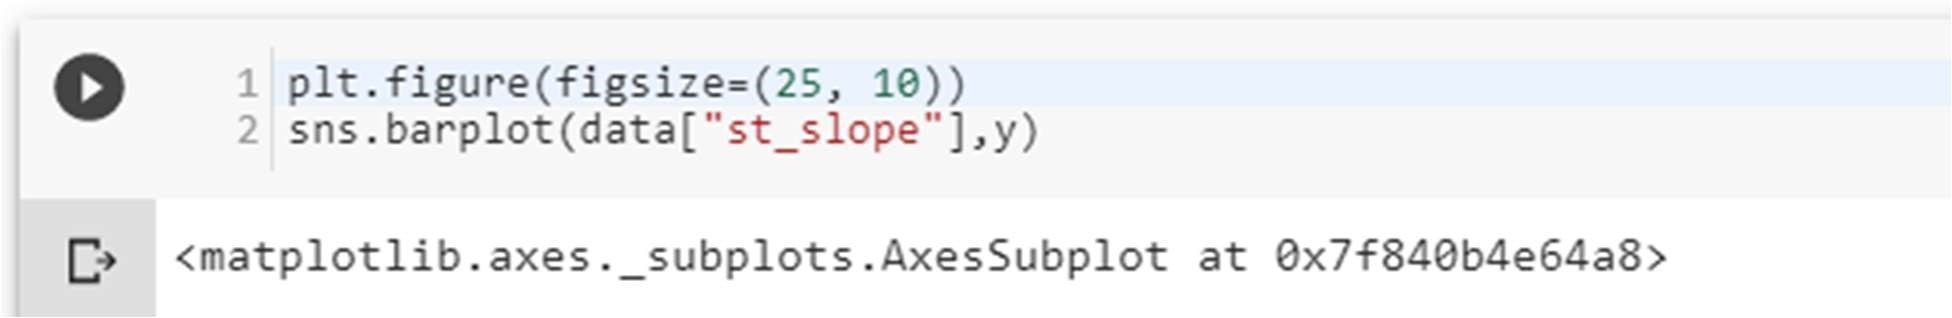 1 plt.figure(figsize=(25, 10))
2 sns.barplot(data["st_slope"],y)
<matplotlib.axes._subplots.AxesSubplot at 0x7f840b4e64a8>